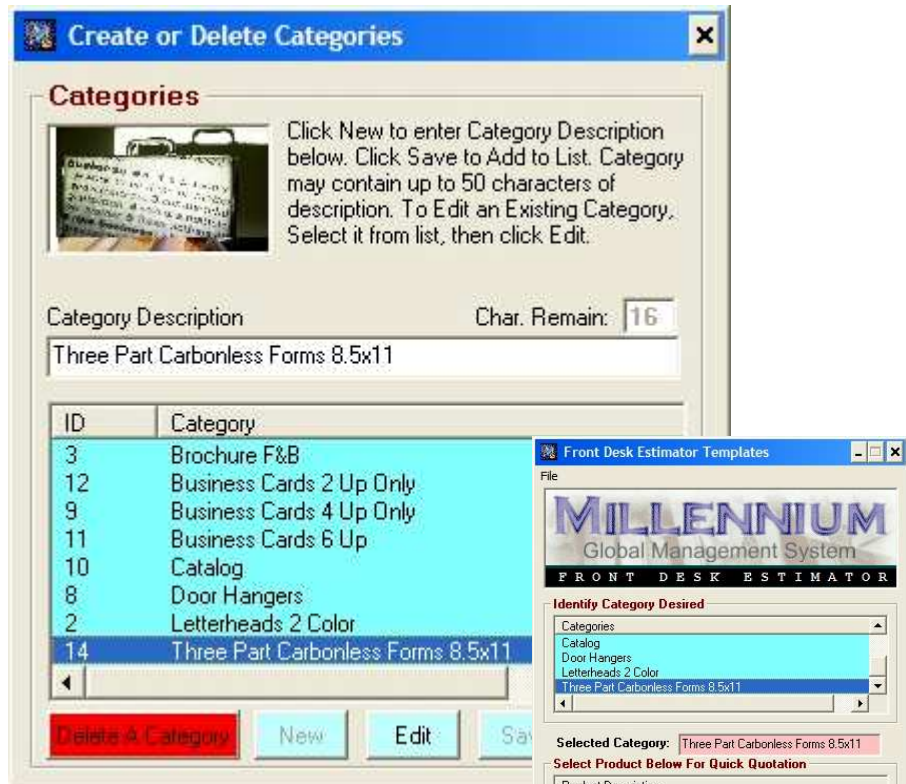 Create or Delete Categories
Categories
Click New to enter Category Description
below. Click Save to Add to List. Category
may contain up to 50 characters of
description. To Edit an Existing Category,
Select it from list, then click Edit.
Category Description Char. Remain: 16
Three Part Carbonless Forms 8.5x11
ID Category
3 Brochure F&B
12 Business Cards 2 Up Only
9 Business Cards 4 Up Only
11 Business Cards 6 Up
10 Catalog
8 Door Hangers
2 Letterheads 2 Color
14 Three Part Carbonless Forms 8.5x11
Delete A Category New Edit Sav
Front Desk Estimator Templates
File
MILLENNIUM
Global Management System
FRONT DESK ESTIMATOR
Identify Category Desired
Categories
Catalog
Door Hangers
Letterheads 2 Color
Three Part Carbonless Forms 8.5x11
Selected Category: Three Part Carbonless Forms 8.5x11
Select Product Below For Quick Quotation
Product Description